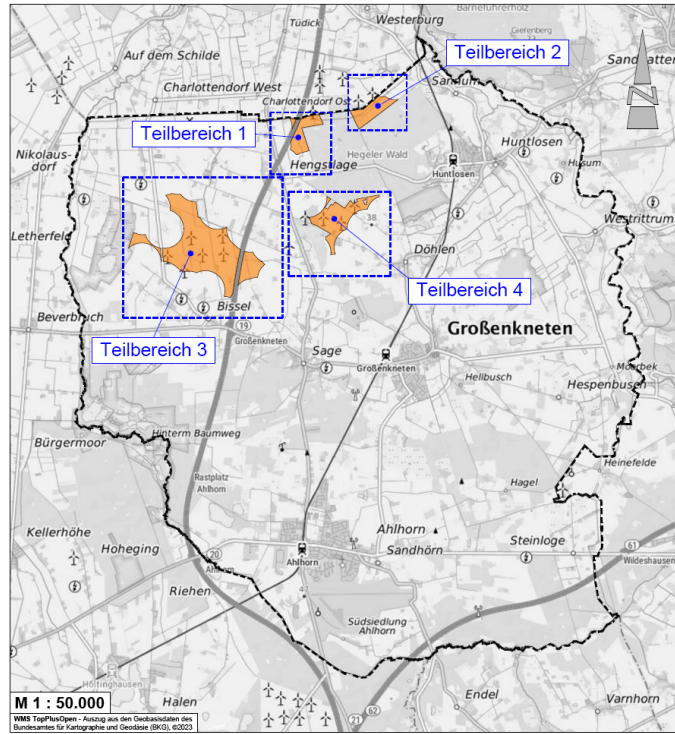 Westerburg
Barneführerholz
Tüdick
Gierenberg
Auf dem Schilde
Teilbereich 2
Sandhatten
Sannum
Charlottendorf West
Charlottendorf Ost
N
Teilbereich 1
Huntlosen
Nikolaus-
dorf
Hegeler Wald
Hengstlage
Husum
Huntlosen
Letherfeld
38
Westrittrum
Döhlen
Teilbereich 4
Bissel
Beverbruch
19
Großenkneten
Großenkneten
Teilbereich 3
Sage
Großenkneten
Moorbek
Hellbusch
Hespenbusch
Bürgermoor
Hinterm Baumweg
Heinefelde
Rastplatz
Ahlhorn
Hagel
Kellerhöhe
Ahlhorn
Steinloge
61
Hoheging
20
Sandhörn
Wildeshausen
Ahlhorn
Riehen
47
Südsiedlung
Ahlhorn
Höltinghausen
M 1 : 50.000
Halen
Endel
Varnhorn
62
21
WMS TopPlusOpen - Auszug aus den Geobasisdaten des
Bundesamtes für Kartographie und Geodäsie (BKG), ©2023